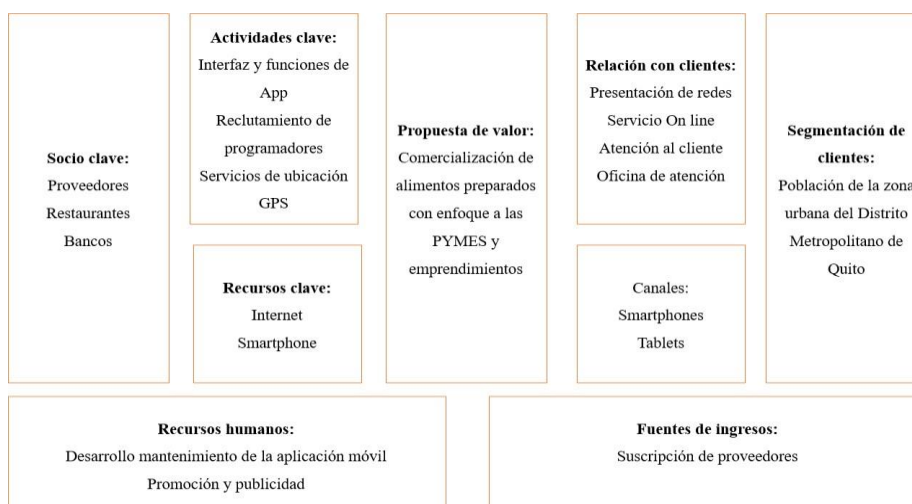 Socio clave:
Proveedores
Restaurantes
Bancos
Actividades clave:
Interfaz y funciones de
App
Reclutamiento de
programadores
Servicios de ubicación
GPS
Recursos clave:
Internet
Smartphone
Propuesta de valor:
Comercialización de
alimentos preparados
con enfoque a las
PYMES y
emprendimientos
Relación con clientes:
Presentación de redes
Servicio On line
Atención al cliente
Oficina de atención
Canales:
Smartphones
Tablets
Segmentación de
clientes:
Población de la zona
urbana del Distrito
Metropolitano de
Quito
Recursos humanos:
Desarrollo mantenimiento de la aplicación móvil
Promoción y publicidad
Fuentes de ingresos:
Suscripción de proveedores